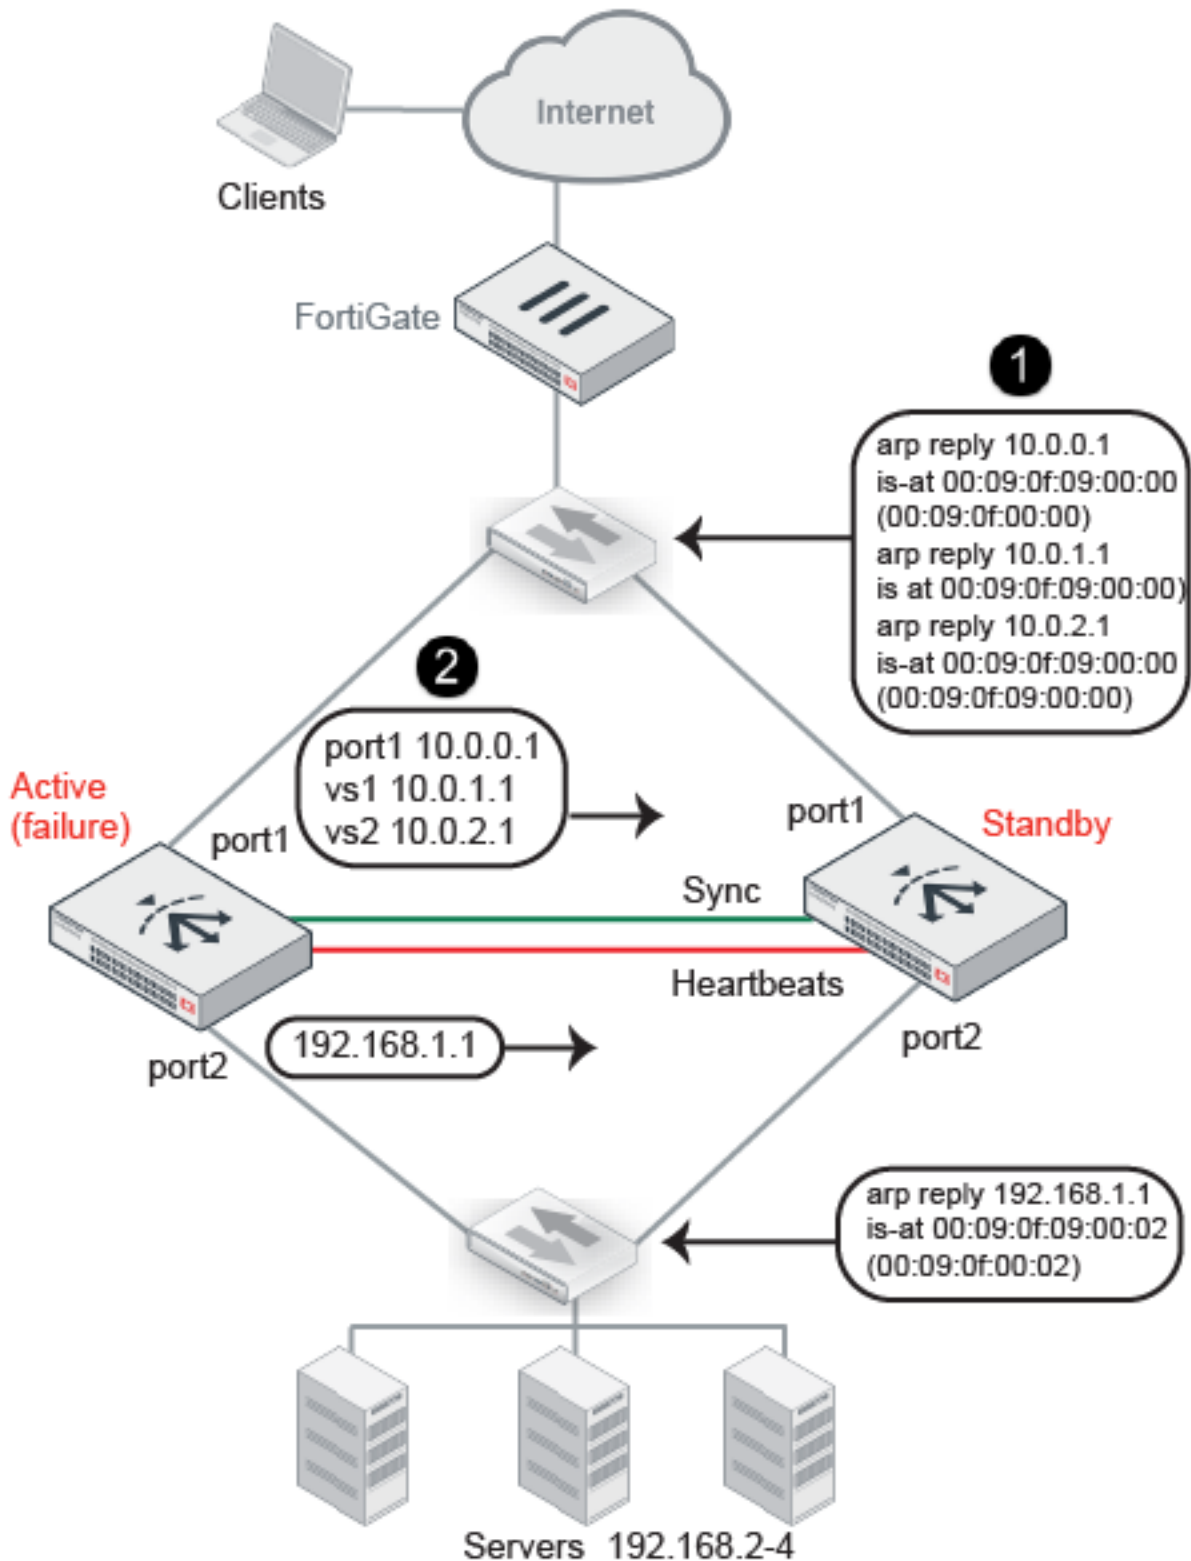 Internet
Clients
FortiGate
1
arp reply 10.0.0.1
is-at 00:09:0f:09:00:00
(00:09:0f:00:00)
arp reply 10.0.1.1
is at 00:09:0f:09:00:00)
arp reply 10.0.2.1
is-at 00:09:0f:09:00:00
(00:09:0f:09:00:00)
2
port1 10.0.0.1
vs1 10.0.1.1
vs2 10.0.2.1
Active
(failure)
port1
port1
Standby
Sync
Heartbeats
192.168.1.1
port2
port2
arp reply 192.168.1.1
is-at 00:09:0f:09:00:02
(00:09:0f:00:02)
Servers 192.168.2-4